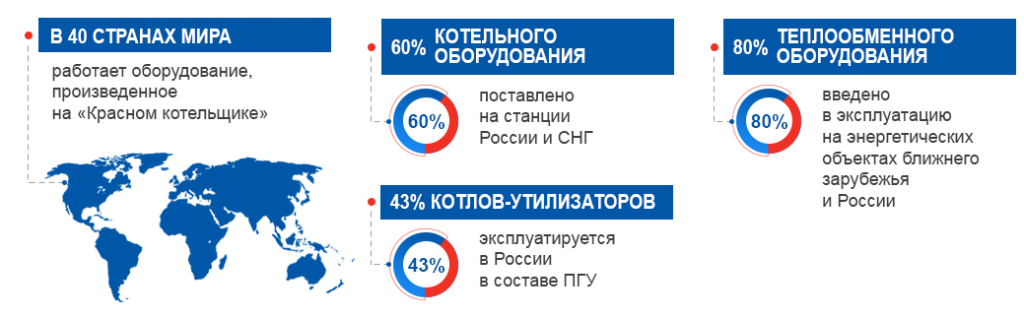 В 40 СТРАНАХ МИРА
работает оборудование,
произведенное
на «Красном котельщике»
60% КОТЕЛЬНОГО
ОБОРУДОВАНИЯ
60%
поставлено
на станции
России и СНГ
43% КОТЛОВ-УТИЛИЗАТОРОВ
43%
эксплуатируется
в России
в составе ПГУ
80% ТЕПЛООБМЕННОГО
ОБОРУДОВАНИЯ
80%
введено
в эксплуатацию
на энергетических
объектах ближнего
зарубежья
и России